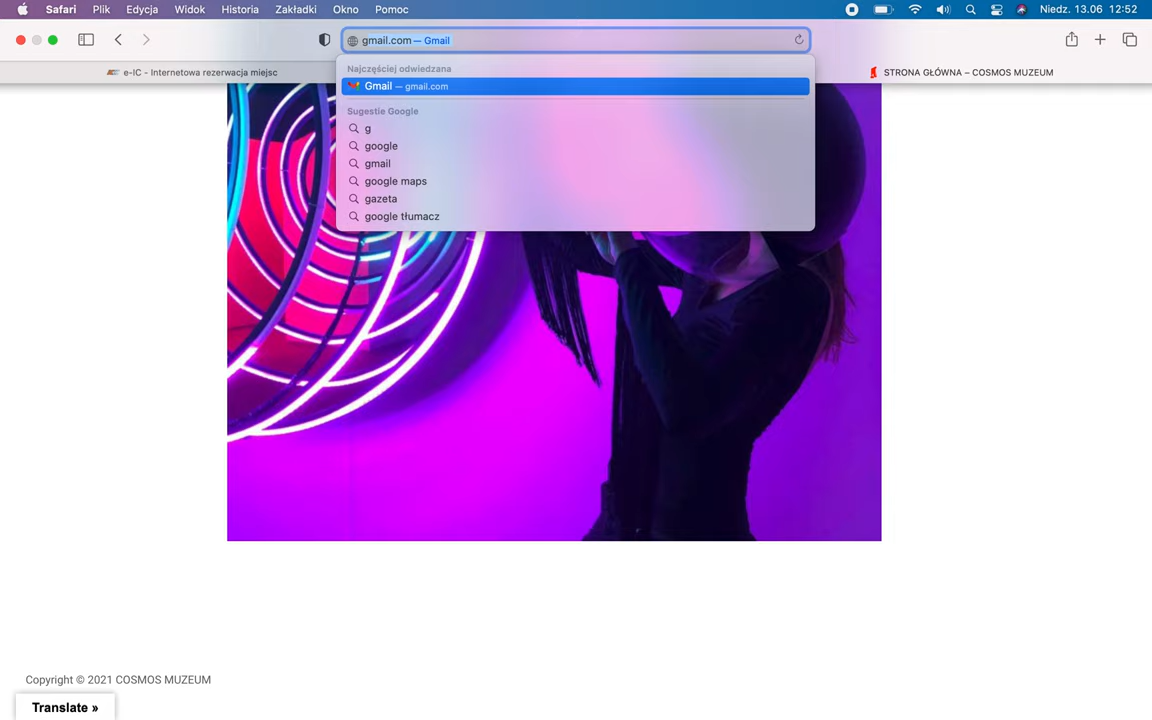 Safari Plik Edycja Widok Historia Zakładki Okno Pomoc Niedz. 13.06 12:52
gmail.com — Gmail
e-IC - Internetowa rezerwacja miejsc STRONA GŁÓWNA – COSMOS MUZEUM
Najczęściej odwiedzana
Gmail — gmail.com
Sugestie Google
g
google
gmail
google maps
gazeta
google tłumacz
Copyright © 2021 COSMOS MUZEUM
Translate »